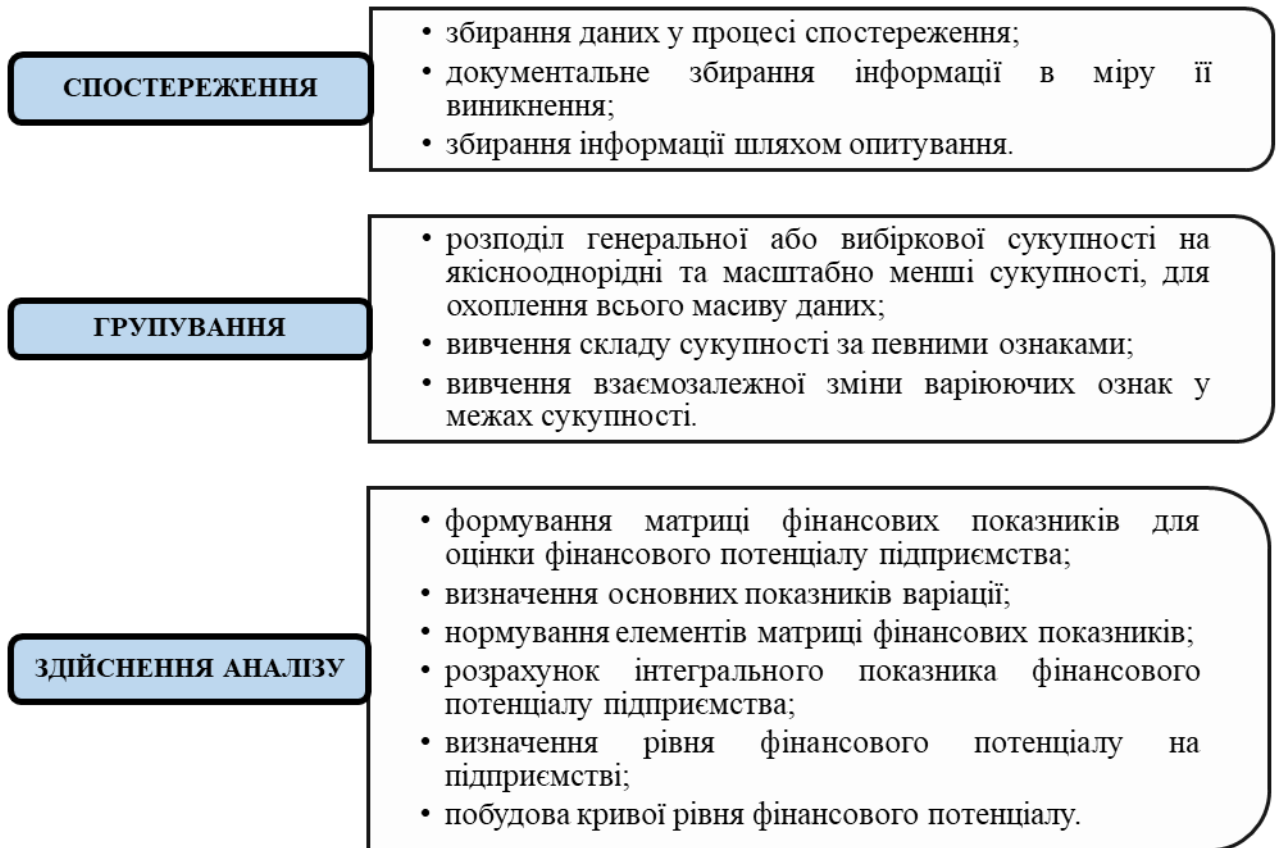 СПОСТЕРЕЖЕННЯ
• збирання даних у процесі спостереження;
• документальне збирання інформації в міру її
виникнення;
• збирання інформації шляхом опитування.
ГРУПУВАННЯ
• розподіл генеральної або вибіркової сукупності на
якіснооднорідні та масштабно менші сукупності, для
охоплення всього масиву даних;
• вивчення складу сукупності за певними ознаками;
• вивчення взаємозалежної зміни варіюючих ознак у
межах сукупності.
ЗДІЙСНЕННЯ АНАЛІЗУ
• формування матриці фінансових показників для
оцінки фінансового потенціалу підприємства;
• визначення основних показників варіації;
• нормування елементів матриці фінансових показників;
• розрахунок інтегрального показника фінансового
потенціалу підприємства;
• визначення рівня фінансового потенціалу на
підприємстві;
• побудова кривої рівня фінансового потенціалу.